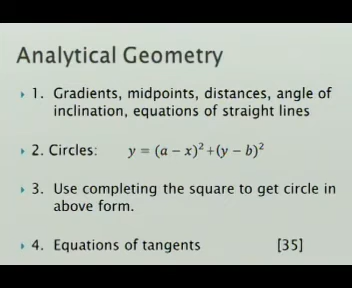 Analytical Geometry
1. Gradients, midpoints, distances, angle of
inclination, equations of straight lines
2. Circles: y = (a − x)² +(y − b)²
3. Use completing the square to get circle in
above form.
4. Equations of tangents [35]